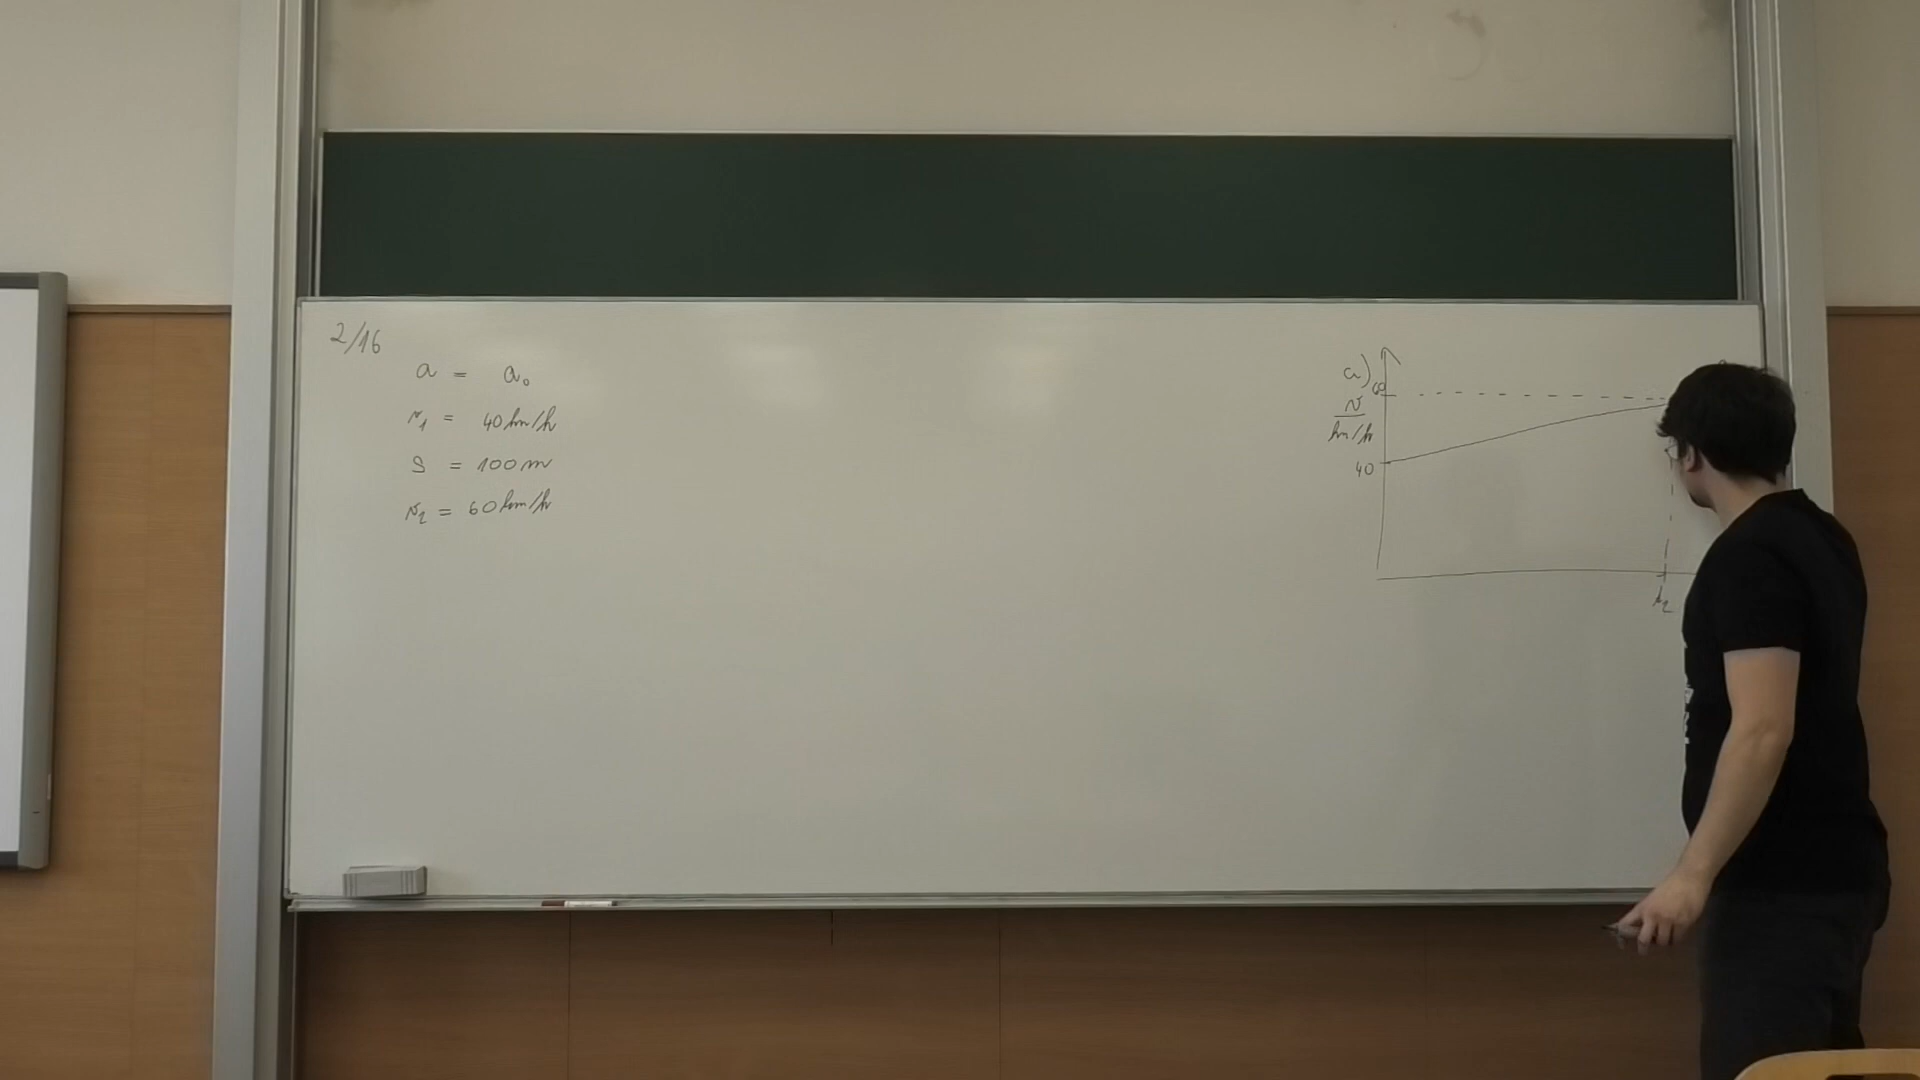 2/16
a = a₀
v₁ = 40 km/h
s = 100 m
v₂ = 60 km/h
a)
60
v
km/h
40
t₂